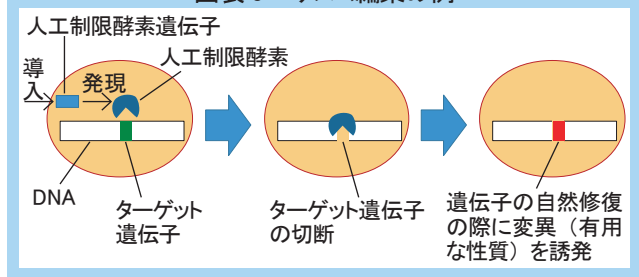 人工制限酵素遺伝子
導入
発現
人工制限酵素
DNA
ターゲット
遺伝子
ターゲット遺伝子
の切断
遺伝子の自然修復
の際に変異（有用
な性質）を誘発